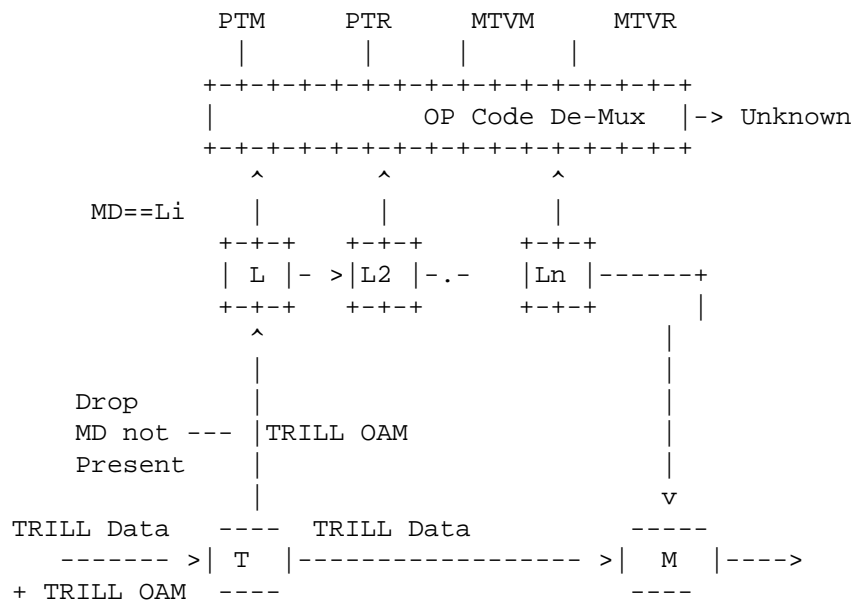 PTM PTR MTVM MTVR
| | | |
+-+-+-+-+-+-+-+-+-+-+-+-+-+-+-+-+
| OP Code De-Mux |-> Unknown
+-+-+-+-+-+-+-+-+-+-+-+-+-+-+-+-+
^ ^ ^
MD==Li | | |
+-+-+ +-+-+ +-+-+
| L |- >|L2 |-.- |Ln |------+
+-+-+ +-+-+ +-+-+ |
^ |
| |
Drop | |
MD not --- |TRILL OAM |
Present | |
| v
TRILL Data ---- TRILL Data -----
------- >| T |----------------- >| M |---->
+ TRILL OAM ---- ----